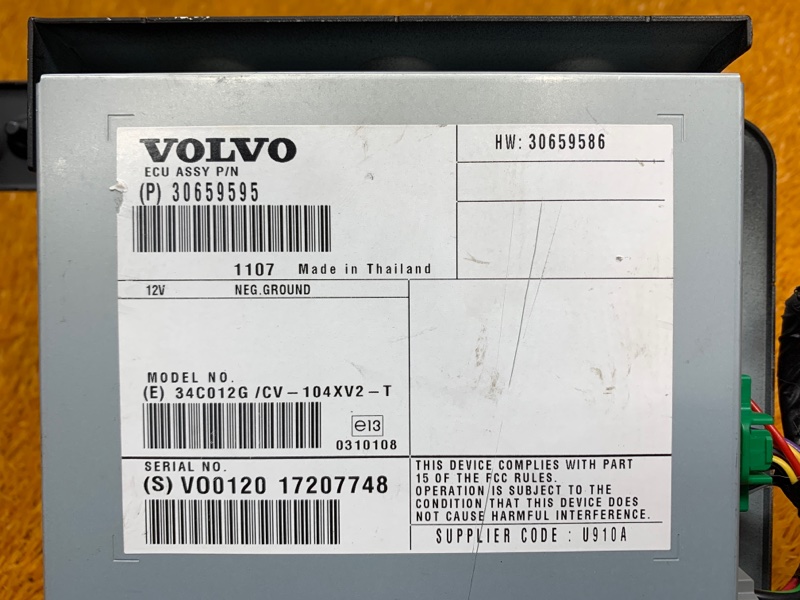 VOLVO
ECU ASSY P/N
(P) 30659595
HW: 30659586
1107 Made in Thailand
12V NEG.GROUND
MODEL NO.
(E) 34C012G /CV-104XV2-T
e13
0310108
SERIAL NO.
(S) VO0120 17207748
THIS DEVICE COMPLIES WITH PART
15 OF THE FCC RULES.
OPERATION IS SUBJECT TO THE
CONDITION THAT THIS DEVICE DOES
NOT CAUSE HARMFUL INTERFERENCE.
SUPPLIER CODE : U910A